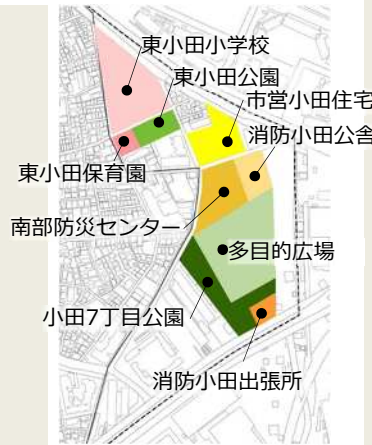 東小田小学校
東小田公園
市営小田住宅
消防小田公舎
東小田保育園
南部防災センター
多目的広場
小田7丁目公園
消防小田出張所